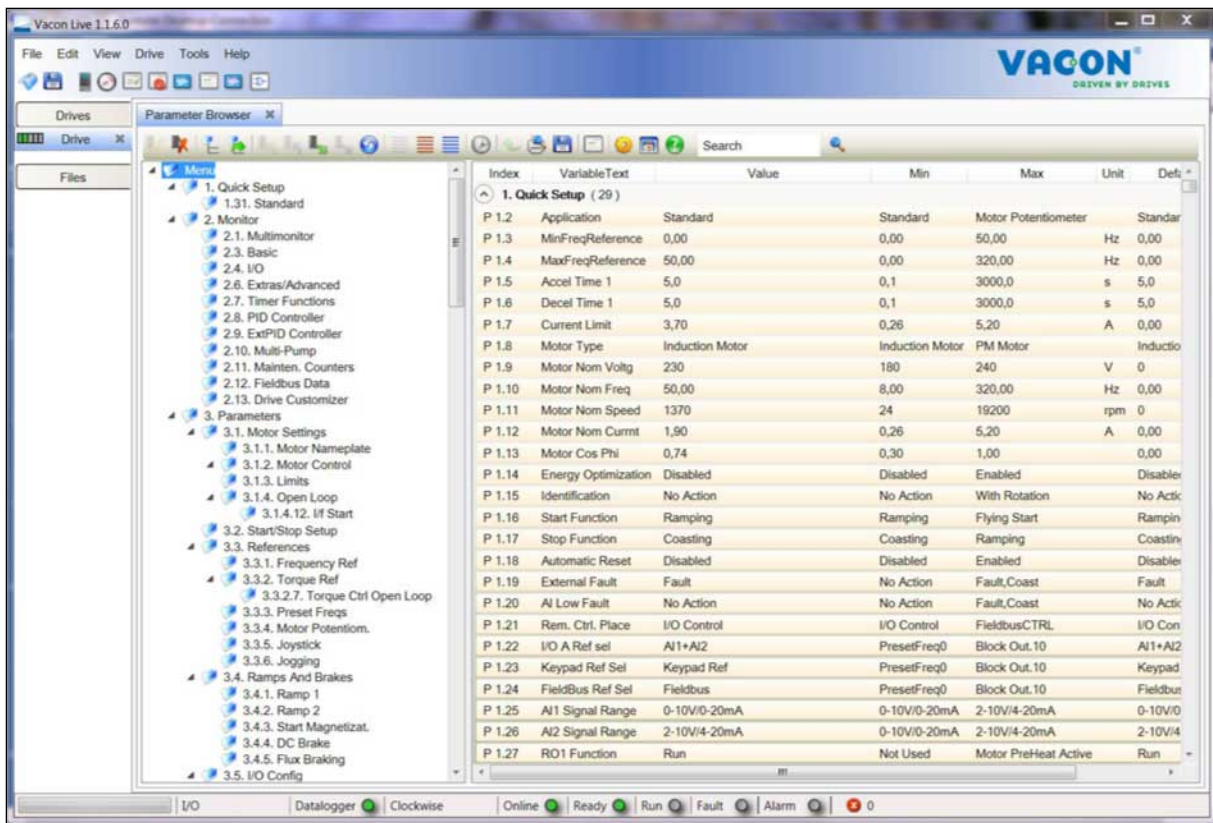 Vacon Live 1.1.6.0
File Edit View Drive Tools Help
VACON®
DRIVEN BY DRIVES
Drives
Drive
Files
Parameter Browser
Search
Menu
1. Quick Setup
1.31. Standard
2. Monitor
2.1. Multimonitor
2.3. Basic
2.4. I/O
2.6. Extras/Advanced
2.7. Timer Functions
2.8. PID Controller
2.9. ExtPID Controller
2.10. Multi-Pump
2.11. Mainten. Counters
2.12. Fieldbus Data
2.13. Drive Customizer
3. Parameters
3.1. Motor Settings
3.1.1. Motor Nameplate
3.1.2. Motor Control
3.1.3. Limits
3.1.4. Open Loop
3.1.4.12. I/f Start
3.2. Start/Stop Setup
3.3. References
3.3.1. Frequency Ref
3.3.2. Torque Ref
3.3.2.7. Torque Ctrl Open Loop
3.3.3. Preset Freqs
3.3.4. Motor Potentiom.
3.3.5. Joystick
3.3.6. Jogging
3.4. Ramps And Brakes
3.4.1. Ramp 1
3.4.2. Ramp 2
3.4.3. Start Magnetizat.
3.4.4. DC Brake
3.4.5. Flux Braking
3.5. I/O Config
Index VariableText Value Min Max Unit Defa
1. Quick Setup (29)
P 1.2 Application Standard Standard Motor Potentiometer Standar
P 1.3 MinFreqReference 0,00 0,00 50,00 Hz 0,00
P 1.4 MaxFreqReference 50,00 0,00 320,00 Hz 0,00
P 1.5 Accel Time 1 5,0 0,1 3000,0 s 5,0
P 1.6 Decel Time 1 5,0 0,1 3000,0 s 5,0
P 1.7 Current Limit 3,70 0,26 5,20 A 0,00
P 1.8 Motor Type Induction Motor Induction Motor PM Motor Inductio
P 1.9 Motor Nom Voltg 230 180 240 V 0
P 1.10 Motor Nom Freq 50,00 8,00 320,00 Hz 0,00
P 1.11 Motor Nom Speed 1370 24 19200 rpm 0
P 1.12 Motor Nom Currnt 1,90 0,26 5,20 A 0,00
P 1.13 Motor Cos Phi 0,74 0,30 1,00 0,00
P 1.14 Energy Optimization Disabled Disabled Enabled Disable
P 1.15 Identification No Action No Action With Rotation No Actic
P 1.16 Start Function Ramping Ramping Flying Start Rampin
P 1.17 Stop Function Coasting Coasting Ramping Coastin
P 1.18 Automatic Reset Disabled Disabled Enabled Disable
P 1.19 External Fault Fault No Action Fault,Coast Fault
P 1.20 AI Low Fault No Action No Action Fault,Coast No Actic
P 1.21 Rem. Ctrl. Place I/O Control I/O Control FieldbusCTRL I/O Con
P 1.22 I/O A Ref sel AI1+AI2 PresetFreq0 Block Out.10 AI1+AI2
P 1.23 Keypad Ref Sel Keypad Ref PresetFreq0 Block Out.10 Keypad
P 1.24 FieldBus Ref Sel Fieldbus PresetFreq0 Block Out.10 Fieldbus
P 1.25 AI1 Signal Range 0-10V/0-20mA 0-10V/0-20mA 2-10V/4-20mA 0-10V/0
P 1.26 AI2 Signal Range 2-10V/4-20mA 0-10V/0-20mA 2-10V/4-20mA 2-10V/4
P 1.27 RO1 Function Run Not Used Motor PreHeat Active Run
I/O Datalogger Clockwise Online Ready Run Fault Alarm 0